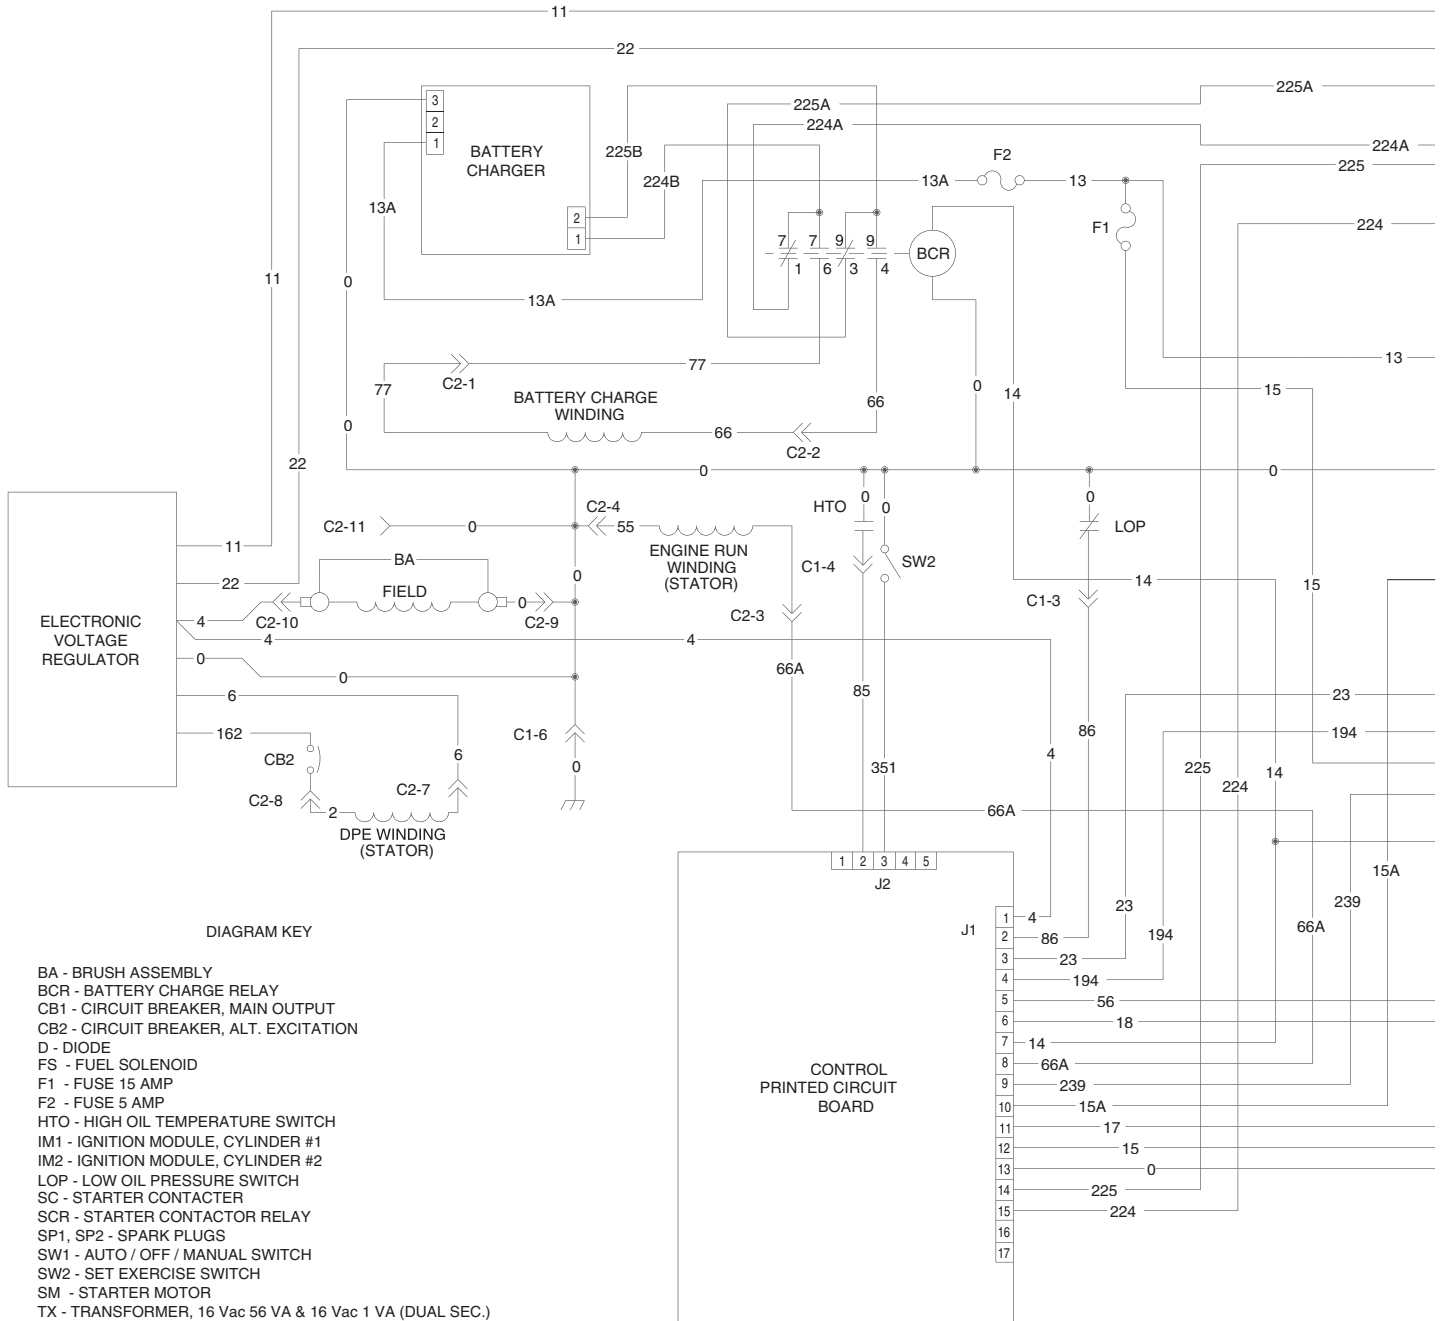 11
22
225A
225A
224A
224A
225
3
2
1
BATTERY
CHARGER
225B
224B
F2
13A
13
13A
2
1
F1
224
7
7
9
9
BCR
1
6
3
4
11
0
13A
77
C2-1
77
13
BATTERY CHARGE
WINDING
66
0
14
15
66
C2-2
0
22
0
0
C2-11
0
C2-4
55
ENGINE RUN
WINDING
(STATOR)
HTO
0
0
0
LOP
11
BA
C1-4
SW2
22
FIELD
0
14
15
4
C2-10
0
C2-9
C2-3
C1-3
ELECTRONIC
VOLTAGE
REGULATOR
4
4
0
0
66A
85
6
23
162
C1-6
86
194
CB2
6
0
351
4
225
14
C2-8
C2-7
224
2
66A
DPE WINDING
(STATOR)
1 2 3 4 5
J2
15A
239
23
66A
194
J1
1
4
2
86
3
23
4
194
5
56
6
18
7
14
8
66A
9
239
10
15A
11
17
12
15
13
0
14
225
15
224
16
17
CONTROL
PRINTED CIRCUIT
BOARD
DIAGRAM KEY
BA - BRUSH ASSEMBLY
BCR - BATTERY CHARGE RELAY
CB1 - CIRCUIT BREAKER, MAIN OUTPUT
CB2 - CIRCUIT BREAKER, ALT. EXCITATION
D - DIODE
FS - FUEL SOLENOID
F1 - FUSE 15 AMP
F2 - FUSE 5 AMP
HTO - HIGH OIL TEMPERATURE SWITCH
IM1 - IGNITION MODULE, CYLINDER #1
IM2 - IGNITION MODULE, CYLINDER #2
LOP - LOW OIL PRESSURE SWITCH
SC - STARTER CONTACTER
SCR - STARTER CONTACTOR RELAY
SP1, SP2 - SPARK PLUGS
SW1 - AUTO / OFF / MANUAL SWITCH
SW2 - SET EXERCISE SWITCH
SM - STARTER MOTOR
TX - TRANSFORMER, 16 Vac 56 VA & 16 Vac 1 VA (DUAL SEC.)